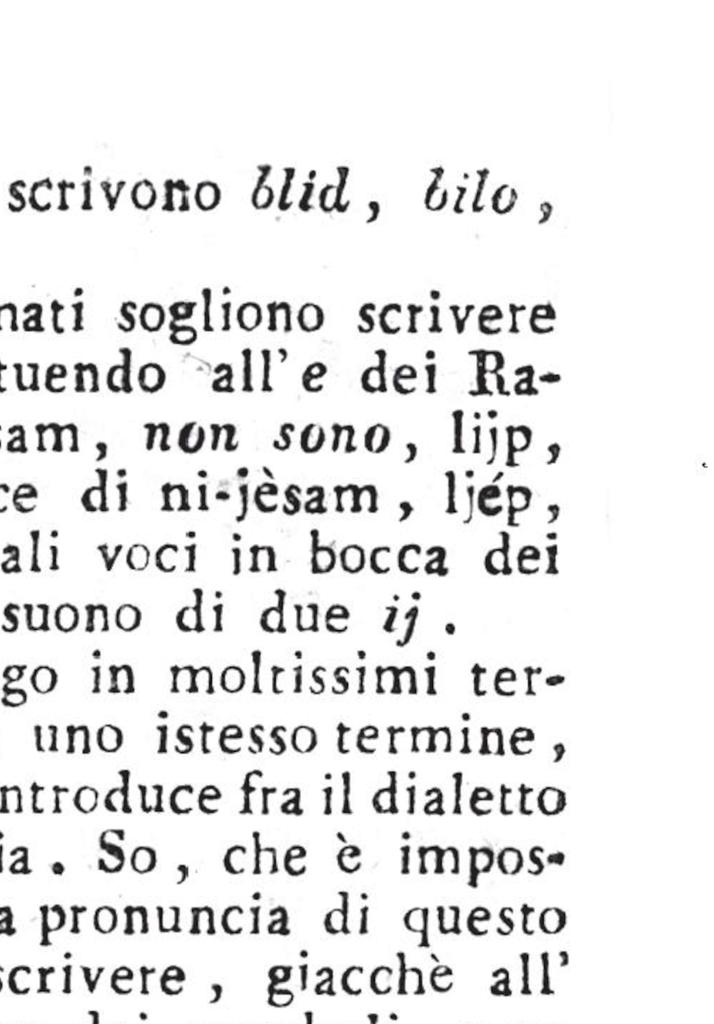 scrivono blid, bilo,
nati sogliono scrivere
tuendo all' e dei Ra-
sam, non sono, lijp,
ce di ni-jèsam, ljép,
ali voci in bocca dei
suono di due ij.
go in moltissimi ter-
uno istesso termine,
ntroduce fra il dialetto
ia. So, che è impos-
a pronuncia di questo
scrivere, giacchè all'